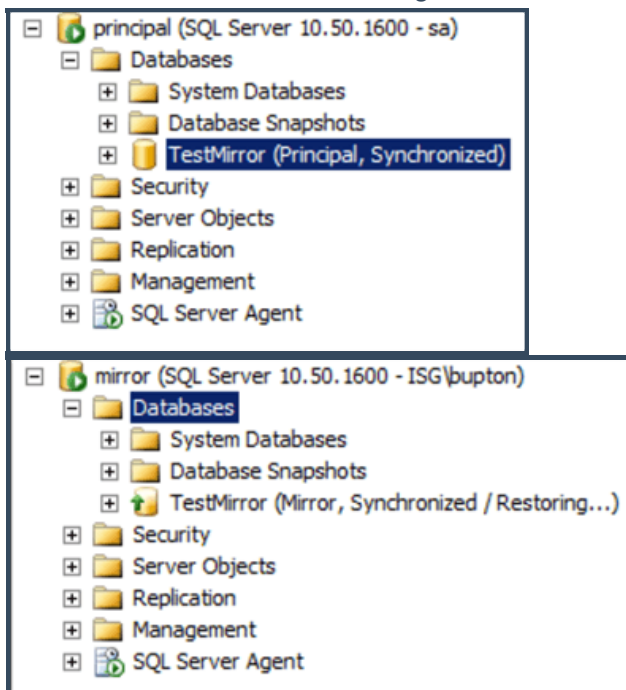 principal (SQL Server 10.50.1600 - sa)
Databases
System Databases
Database Snapshots
TestMirror (Principal, Synchronized)
Security
Server Objects
Replication
Management
SQL Server Agent
mirror (SQL Server 10.50.1600 - ISG\bupton)
Databases
System Databases
Database Snapshots
TestMirror (Mirror, Synchronized / Restoring...)
Security
Server Objects
Replication
Management
SQL Server Agent